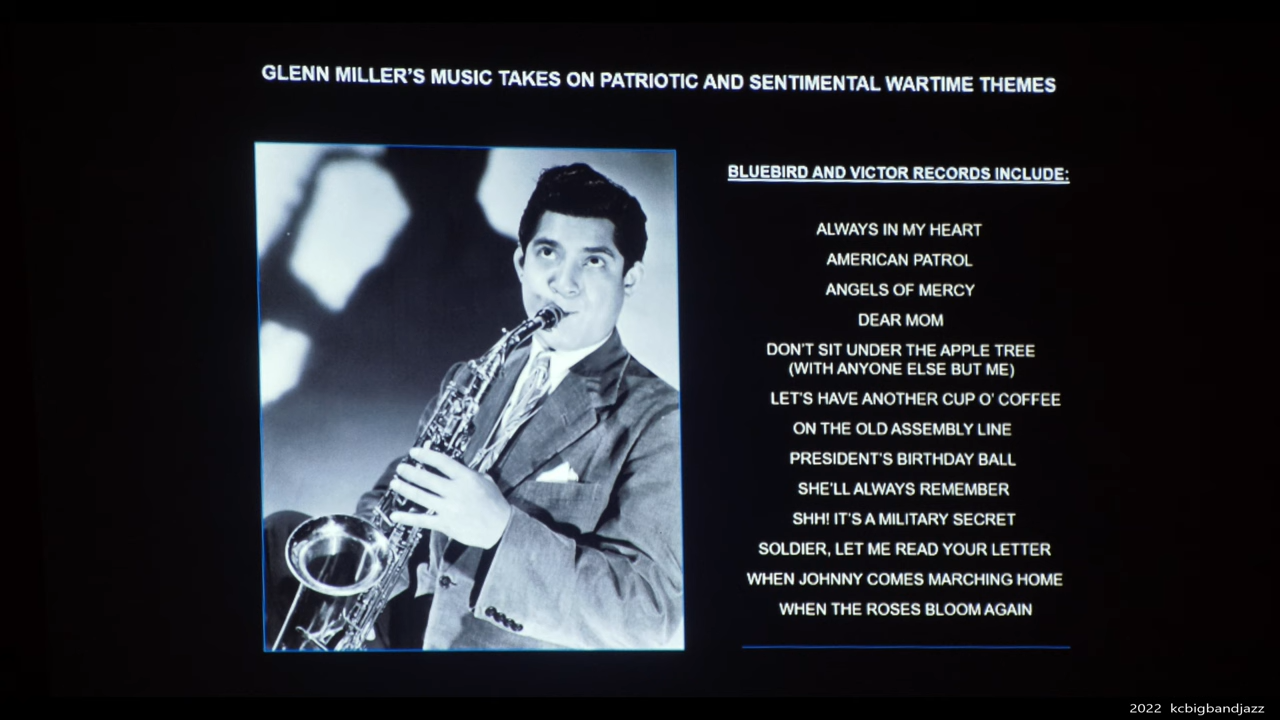 GLENN MILLER'S MUSIC TAKES ON PATRIOTIC AND SENTIMENTAL WARTIME THEMES
BLUEBIRD AND VICTOR RECORDS INCLUDE:
ALWAYS IN MY HEART
AMERICAN PATROL
ANGELS OF MERCY
DEAR MOM
DON'T SIT UNDER THE APPLE TREE
(WITH ANYONE ELSE BUT ME)
LET'S HAVE ANOTHER CUP O' COFFEE
ON THE OLD ASSEMBLY LINE
PRESIDENT'S BIRTHDAY BALL
SHE'LL ALWAYS REMEMBER
SHH! IT'S A MILITARY SECRET
SOLDIER, LET ME READ YOUR LETTER
WHEN JOHNNY COMES MARCHING HOME
WHEN THE ROSES BLOOM AGAIN
2022 kcbigbandjazz